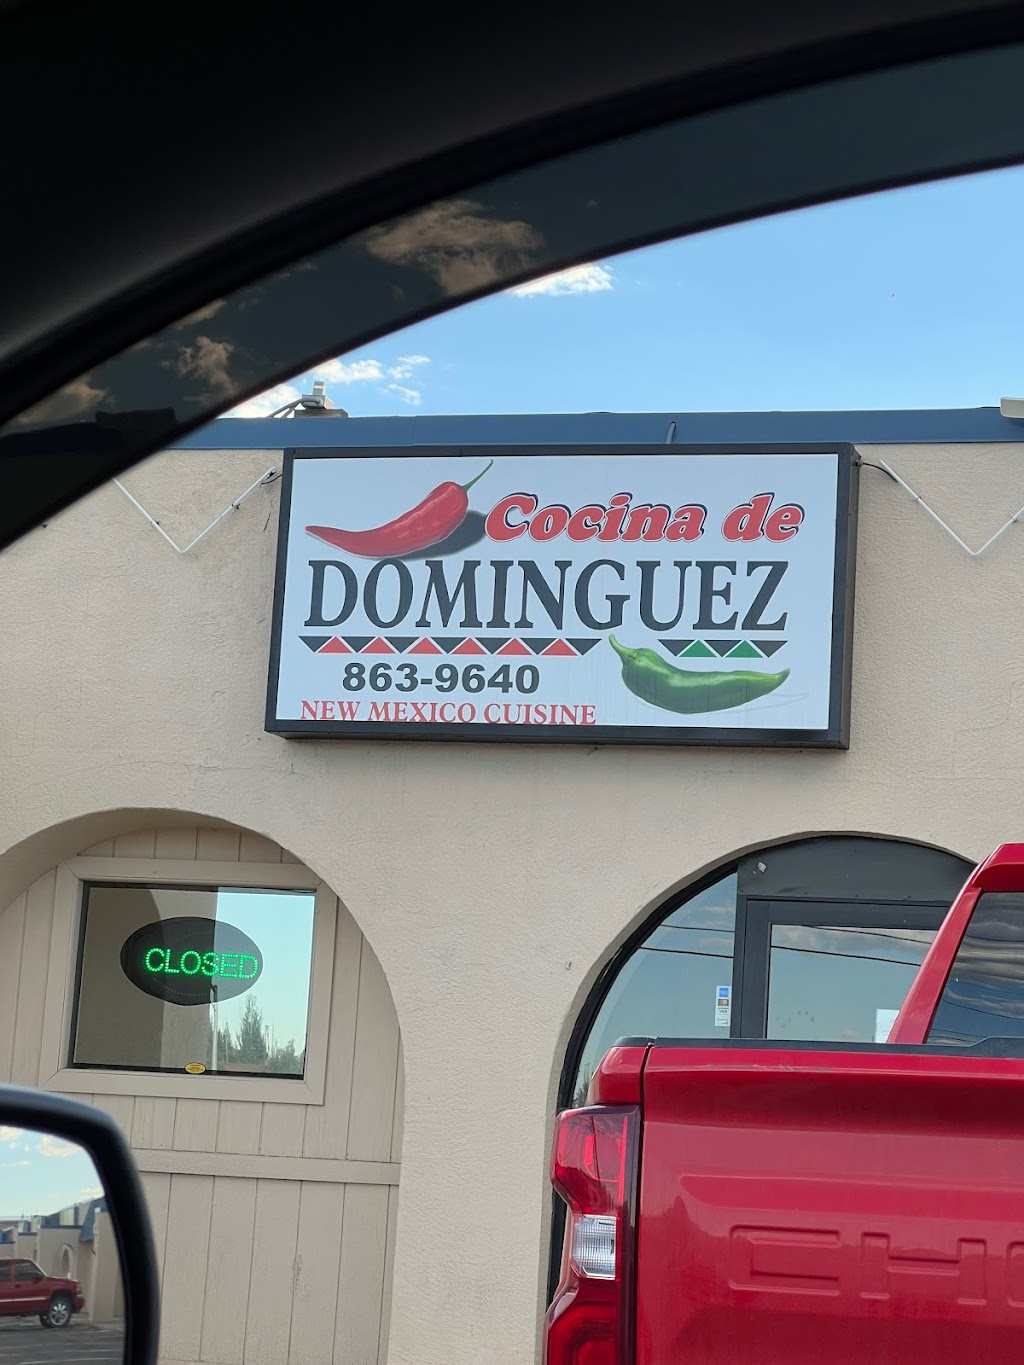 Cocina de
DOMINGUEZ
863-9640
NEW MEXICO CUISINE
CLOSED